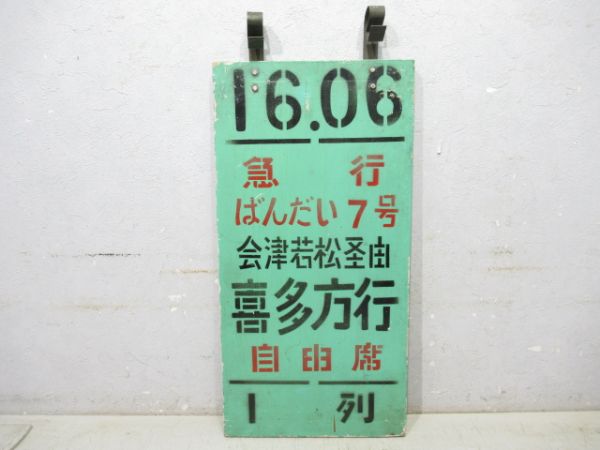 16.06
急行
ばんだい7号
会津若松圣由
喜多方行
自由席
1列